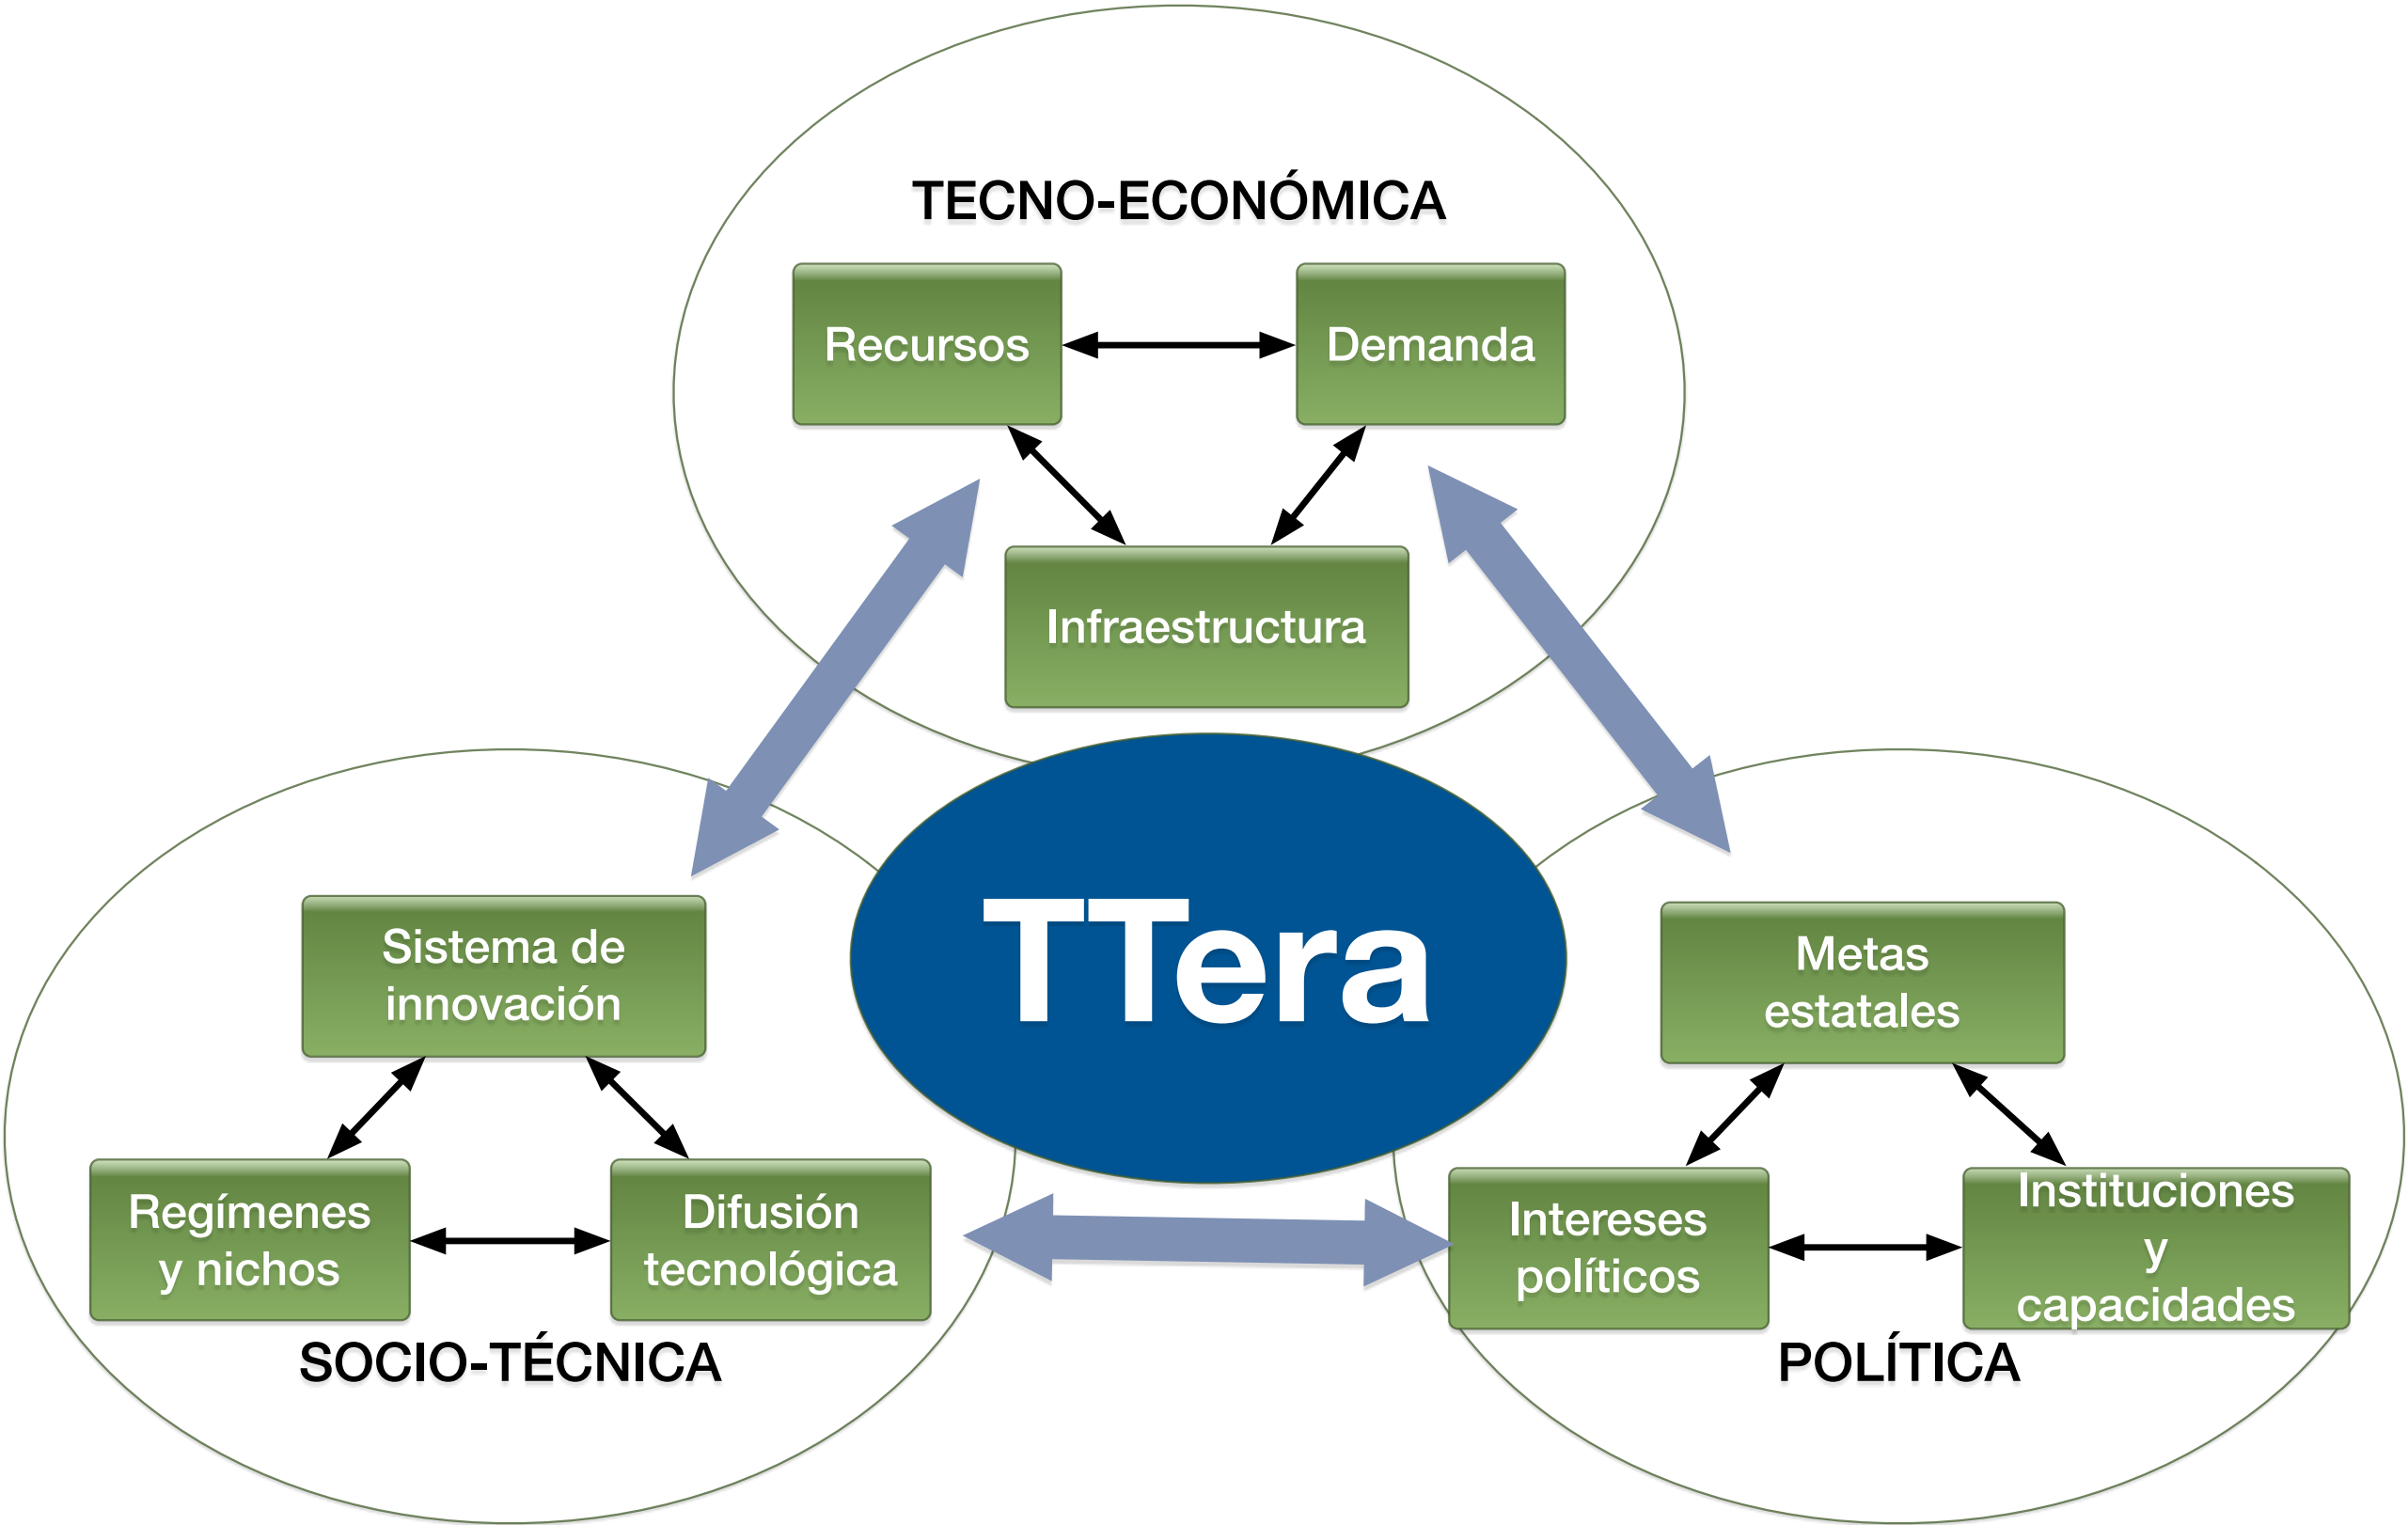 TECNO-ECONÓMICA
Recursos
Demanda
Infraestructura
TTera
Sistema de
innovación
Regímenes
y nichos
Difusión
tecnológica
SOCIO-TÉCNICA
Metas
estatales
Intereses
políticos
Instituciones
y
capacidades
POLÍTICA